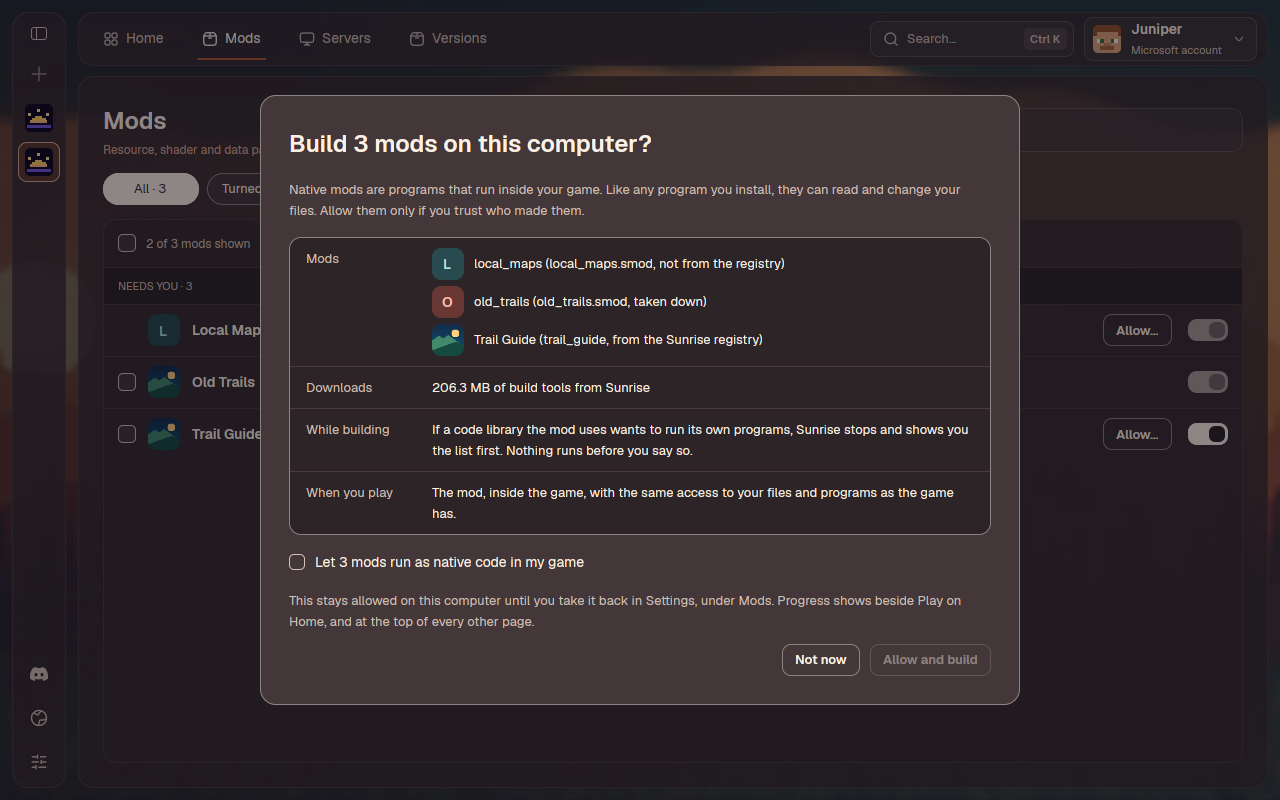 Home
Mods
Servers
Versions
Search...
Ctrl K
Juniper
Microsoft account
Mods
Resource, shader and data pa
All · 3
Turned
2 of 3 mods shown
NEEDS YOU · 3
L
Local Map
Allow...
Old Trails
Trail Guide
Allow...
Build 3 mods on this computer?
Native mods are programs that run inside your game. Like any program you install, they can read and change your
files. Allow them only if you trust who made them.
Mods
L
local_maps (local_maps.smod, not from the registry)
O
old_trails (old_trails.smod, taken down)
Trail Guide (trail_guide, from the Sunrise registry)
Downloads
206.3 MB of build tools from Sunrise
While building
If a code library the mod uses wants to run its own programs, Sunrise stops and shows you
the list first. Nothing runs before you say so.
When you play
The mod, inside the game, with the same access to your files and programs as the game
has.
Let 3 mods run as native code in my game
This stays allowed on this computer until you take it back in Settings, under Mods. Progress shows beside Play on
Home, and at the top of every other page.
Not now
Allow and build